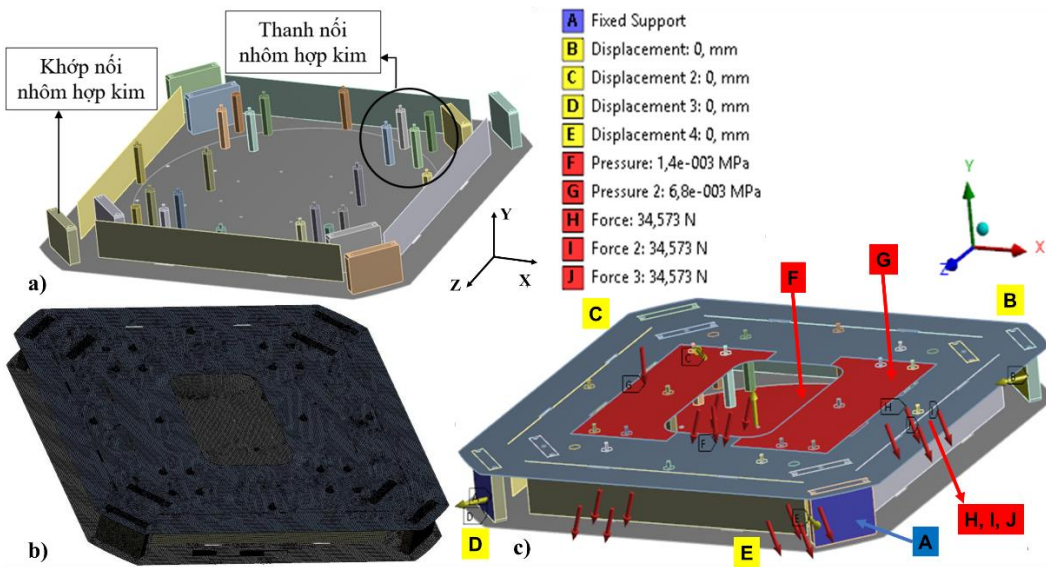 Thanh nối
nhôm hợp kim
Khớp nối
nhôm hợp kim
Y
X
Z
a)
b)
A Fixed Support
B Displacement: 0, mm
C Displacement 2: 0, mm
D Displacement 3: 0, mm
E Displacement 4: 0, mm
F Pressure: 1,4e-003 MPa
G Pressure 2: 6,8e-003 MPa
H Force: 34,573 N
I Force 2: 34,573 N
J Force 3: 34,573 N
Y
X
Z
F
G
C
B
C
B
G
H
J
F
E
D
D
E
H, I, J
A
c)